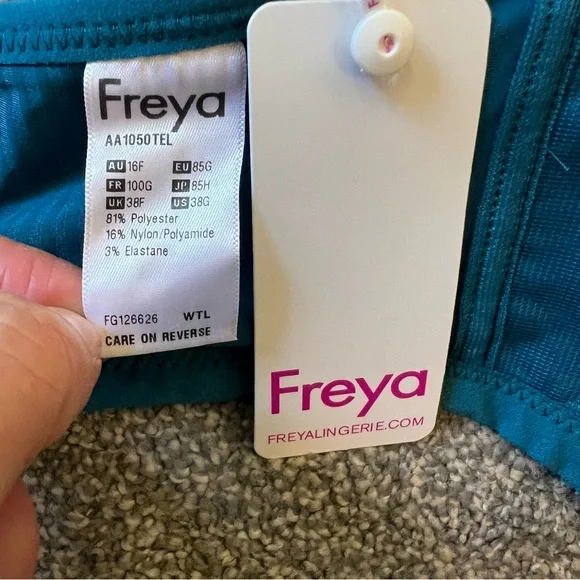 Freya
AA1050TEL
AU 16F EU 85G
FR 100G JP 85H
UK 38F US 38G
81% Polyester
16% Nylon/Polyamide
3% Elastane
FG126626 WTL
CARE ON REVERSE
Freya
FREYALINGERIE.COM